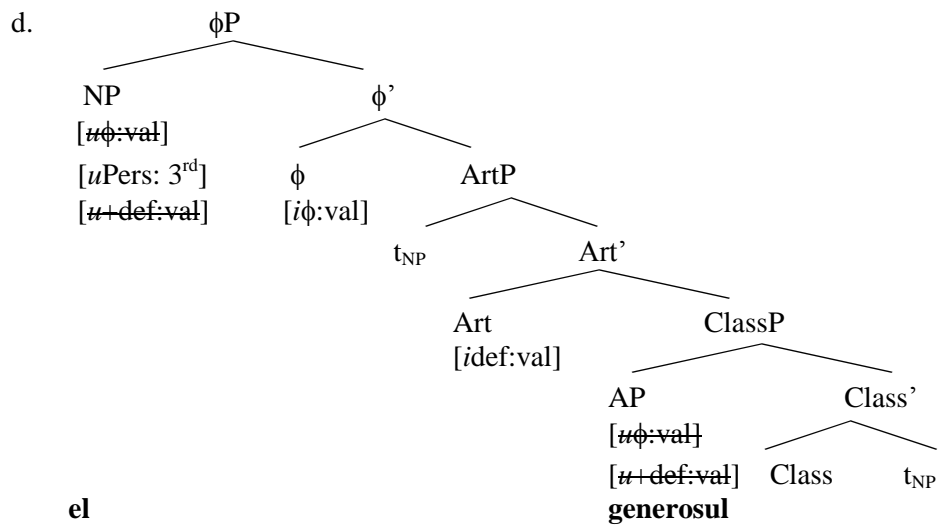 d. ϕP
NP ϕ’
[uϕ:val]
[uPers: 3rd] ϕ ArtP
[u+def:val] [iϕ:val]
tNP Art’
Art ClassP
[idef:val]
AP Class’
[uϕ:val]
[u+def:val] Class tNP
el generosul